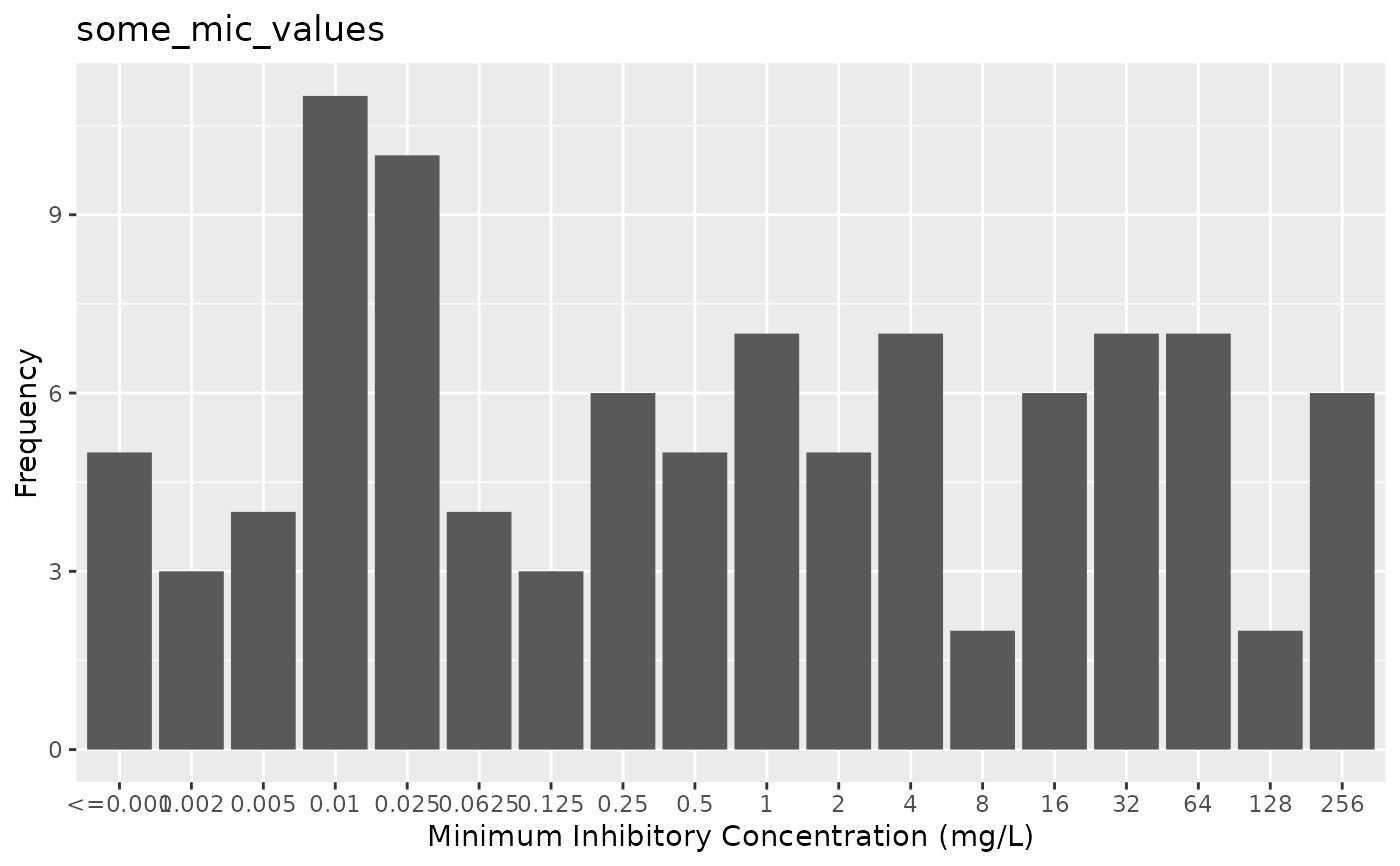 some_mic_values
Frequency
9
6
3
0
<=0.001 0.002 0.005 0.01 0.025 0.0625 0.125 0.25 0.5 1 2 4 8 16 32 64 128 256
Minimum Inhibitory Concentration (mg/L)